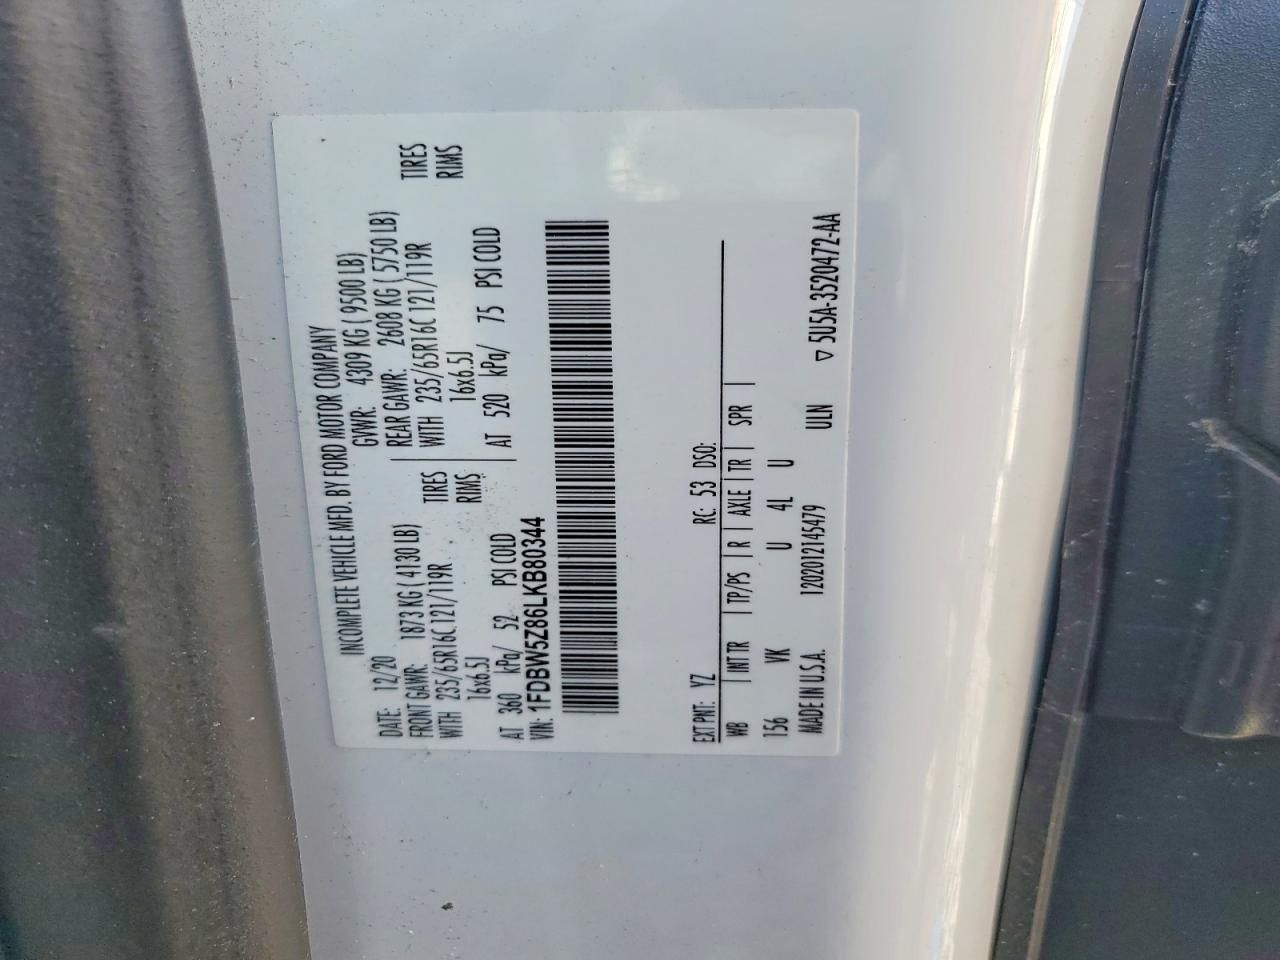 INCOMPLETE VEHICLE MFD. BY FORD MOTOR COMPANY
DATE: 12/20 GVWR: 4309 KG ( 9500 LB)
FRONT GAWR: 1873 KG ( 4130 LB) REAR GAWR: 2608 KG ( 5750 LB)
WITH 235/65R16C 121/119R TIRES WITH 235/65R16C 121/119R TIRES
16x6.5J RIMS 16x6.5J RIMS
AT 360 kPa/ 52 PSI COLD AT 520 kPa/ 75 PSI COLD
VIN: 1FDBW5Z86LKB80344
EXT PNT: YZ RC: 53 DSO:
WB | INT TR | TP/PS | R | AXLE | TR | SPR |
156 VK U 4L U
MADE IN U.S.A. 1202012145479 ULN ▽ 5U5A-3520472-AA